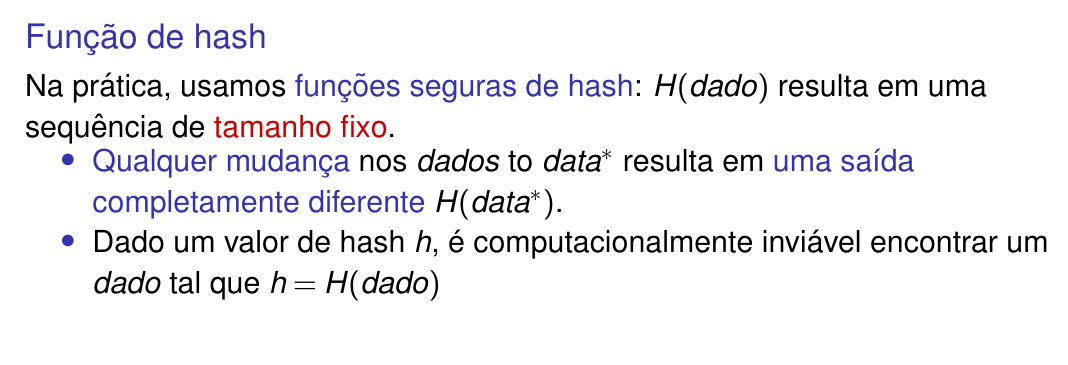 Função de hash
Na prática, usamos funções seguras de hash: H(dado) resulta em uma
sequência de tamanho fixo.
• Qualquer mudança nos dados to data* resulta em uma saída
completamente diferente H(data*).
• Dado um valor de hash h, é computacionalmente inviável encontrar um
dado tal que h = H(dado)